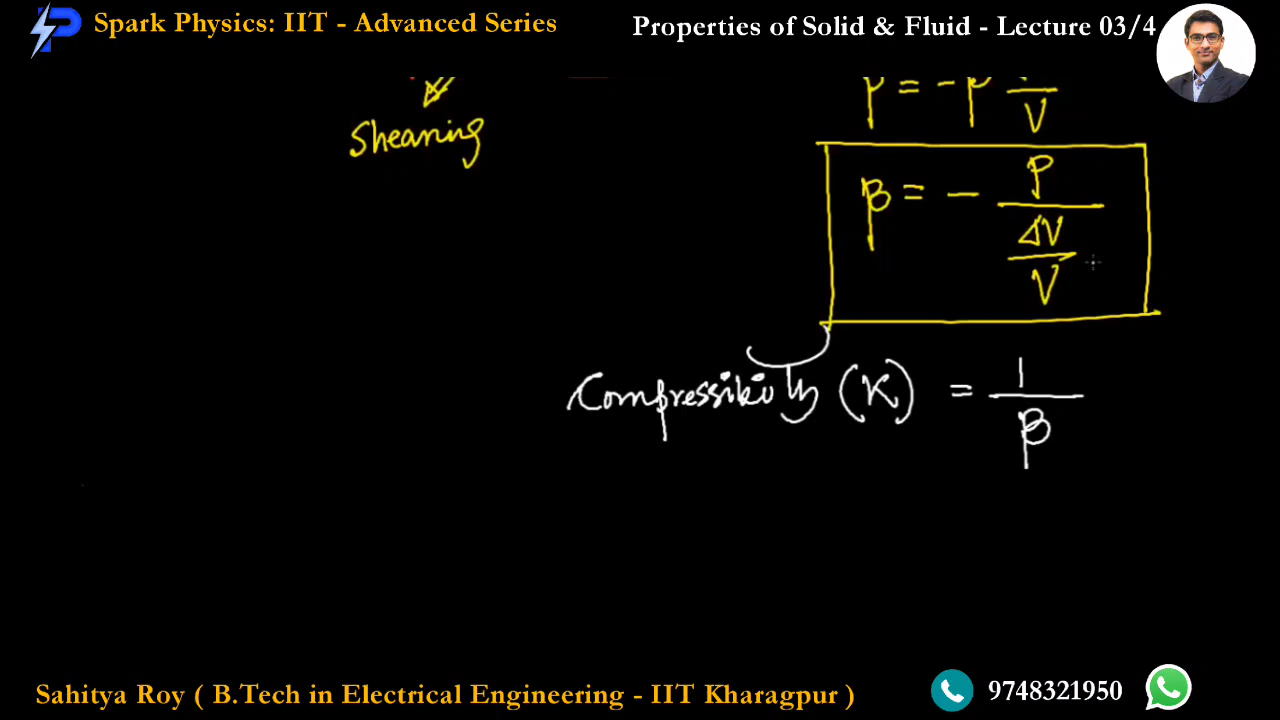 Spark Physics: IIT - Advanced Series
Properties of Solid & Fluid - Lecture 03/4
Shearing
V
β = - P
ΔV
V
Compressibility (K) = 1
β
Sahitya Roy ( B.Tech in Electrical Engineering - IIT Kharagpur )
9748321950